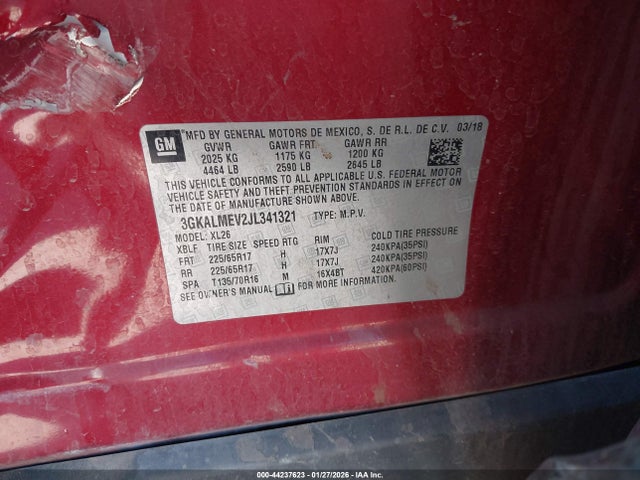 GM
MFD BY GENERAL MOTORS DE MEXICO, S. DE R.L. DE C.V. 03/18
GVWR GAWR FRT GAWR RR
2025 KG 1175 KG 1200 KG
4464 LB 2590 LB 2645 LB
THIS VEHICLE CONFORMS TO ALL APPLICABLE U.S. FEDERAL MOTOR
VEHICLE SAFETY AND THEFT PREVENTION STANDARDS IN EFFECT ON
THE DATE OF MANUFACTURE SHOWN ABOVE.
3GKALMEV2JL341321 TYPE: M.P.V.
MODEL: XL26
XBLF TIRE SIZE SPEED RTG RIM COLD TIRE PRESSURE
FRT 225/65R17 H 17X7J 240KPA(35PSI)
RR 225/65R17 H 17X7J 240KPA(35PSI)
SPA T135/70R16 M 16X4BT 420KPA(60PSI)
SEE OWNER'S MANUAL FOR MORE INFORMATION.
000-44237623 | 01/27/2026 | IAAI.COM